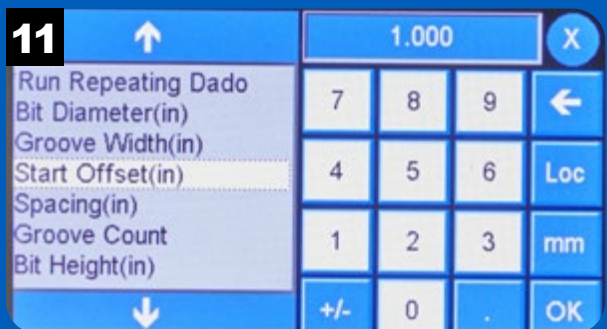 11
1.000
X
Run Repeating Dado
Bit Diameter(in)
Groove Width(in)
Start Offset(in)
Spacing(in)
Groove Count
Bit Height(in)
7 8 9
4 5 6 Loc
1 2 3 mm
+/- 0 . OK